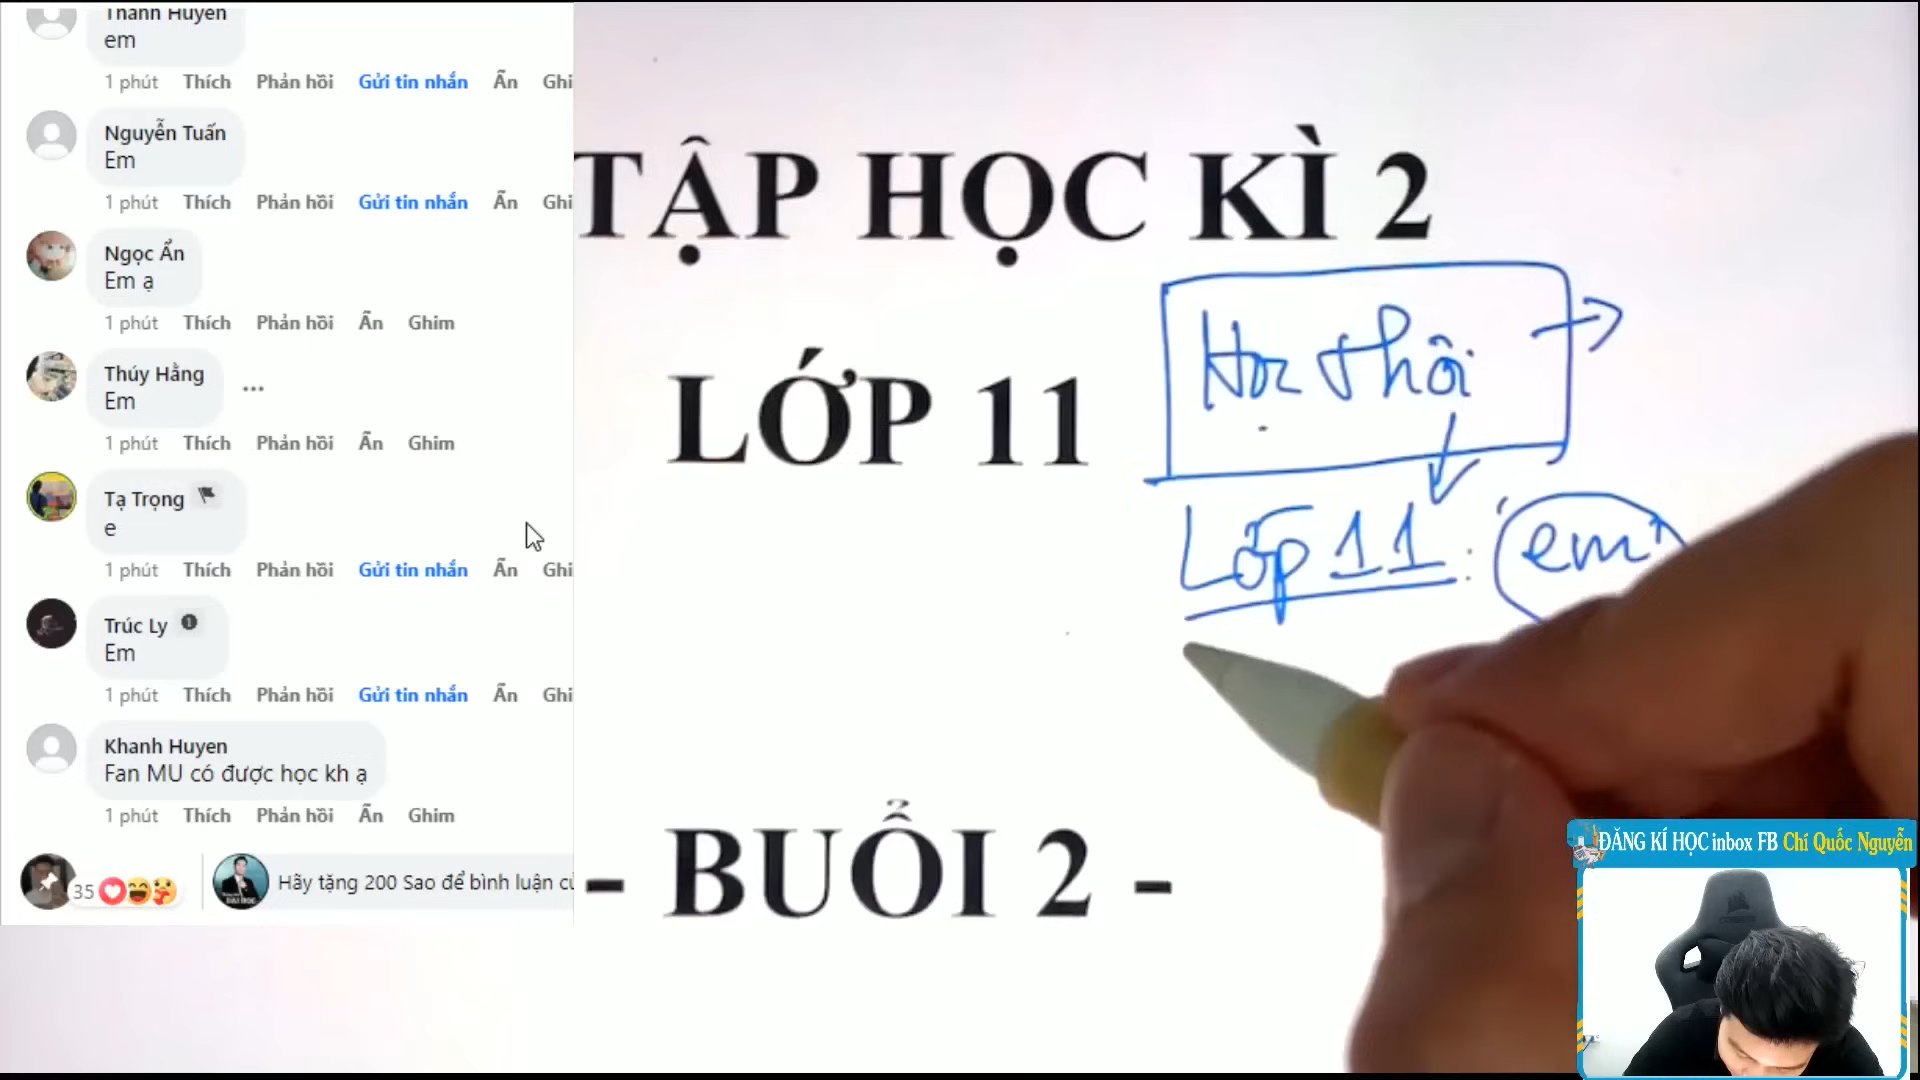 Thanh Huyen
em
1 phút Thích Phản hồi Gửi tin nhắn Ẩn Ghi
Nguyễn Tuấn
Em
1 phút Thích Phản hồi Gửi tin nhắn Ẩn Ghi
Ngọc Ẩn
Em ạ
1 phút Thích Phản hồi Ẩn Ghim
Thúy Hằng
Em
1 phút Thích Phản hồi Ẩn Ghim
Tạ Trọng
e
1 phút Thích Phản hồi Gửi tin nhắn Ẩn Ghi
Trúc Ly
Em
1 phút Thích Phản hồi Gửi tin nhắn Ẩn Ghi
Khanh Huyen
Fan MU có được học kh ạ
1 phút Thích Phản hồi Ẩn Ghim
35
Hãy tặng 200 Sao để bình luận củ
TẬP HỌC KÌ 2
Học thôi
LỚP 11
Lớp 11 : em
- BUỔI 2 -
ĐĂNG KÍ HỌC inbox FB Chí Quốc Nguyễn